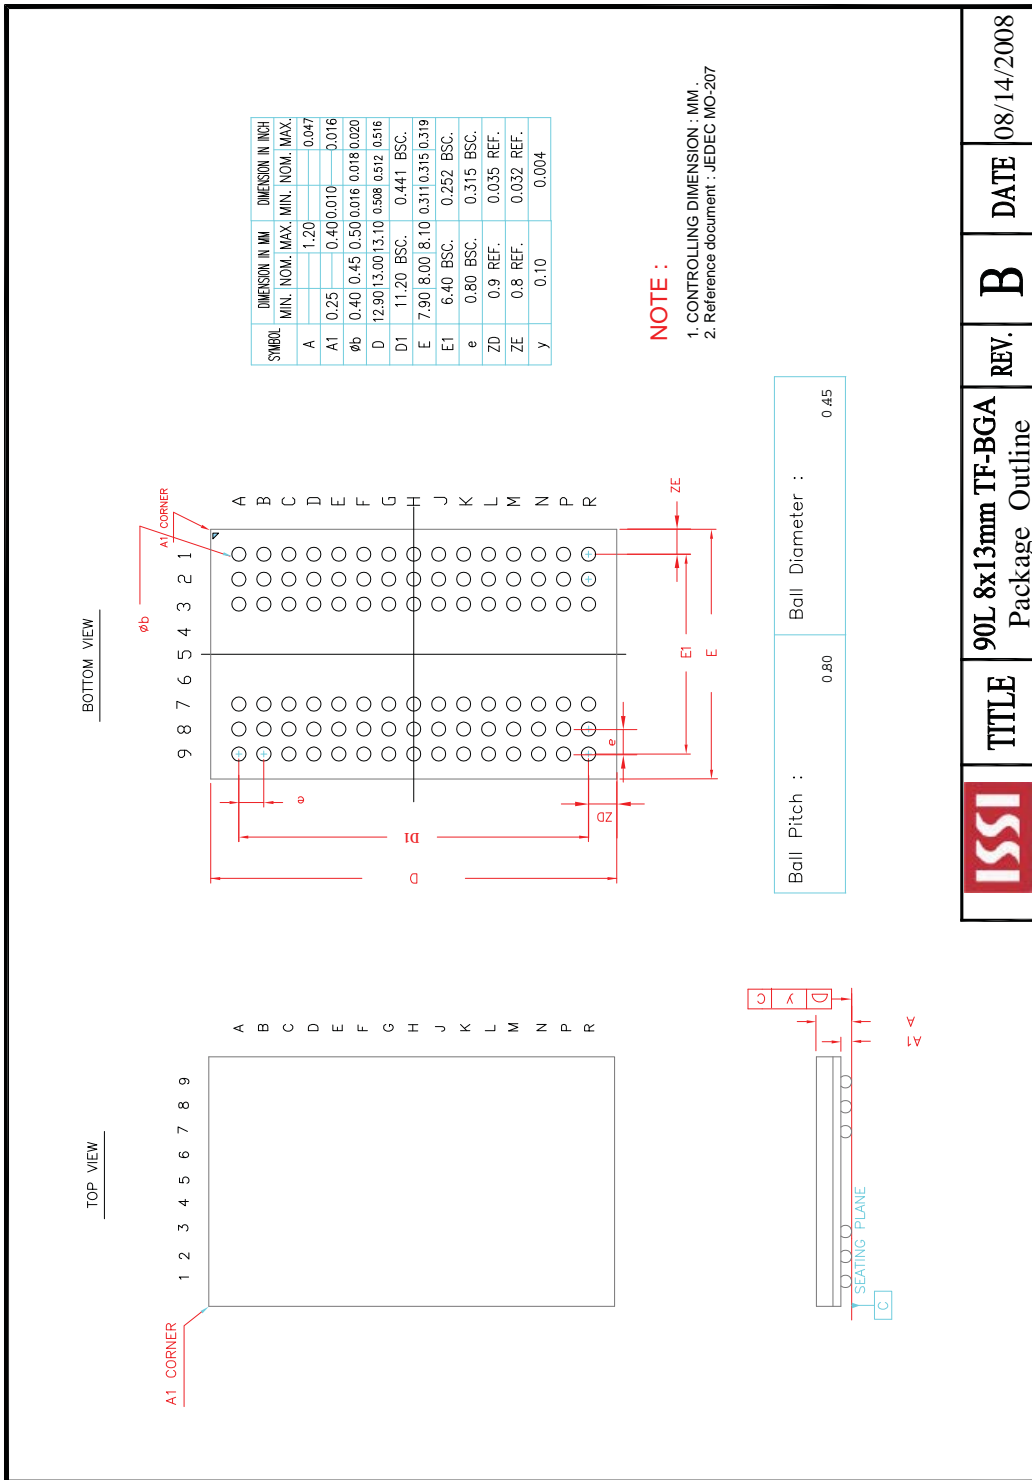 TOP VIEW
A1 CORNER
1 2 3 4 5 6 7 8 9
A
B
C
D
E
F
G
H
J
K
L
M
N
P
R
BOTTOM VIEW
9 8 7 6 5 4 3 2 1
Øb
A1 CORNER
A
B
C
D
E
F
G
H
J
K
L
M
N
P
R
e
D1
D
ZD
e
E1
E
ZE
SYMBOL DIMENSION IN MM DIMENSION IN INCH
MIN. NOM. MAX. MIN. NOM. MAX.
A 1.20 0.047
A1 0.25 0.40 0.010 0.016
Øb 0.40 0.45 0.50 0.016 0.018 0.020
D 12.90 13.00 13.10 0.508 0.512 0.516
D1 11.20 BSC. 0.441 BSC.
E 7.90 8.00 8.10 0.311 0.315 0.319
E1 6.40 BSC. 0.252 BSC.
e 0.80 BSC. 0.315 BSC.
ZD 0.9 REF. 0.035 REF.
ZE 0.8 REF. 0.032 REF.
y 0.10 0.004
NOTE :
1. CONTROLLING DIMENSION : MM .
2. Reference document : JEDEC MO-207
Ball Pitch : 0.80 Ball Diameter : 0.45
SEATING PLANE
C
C y
A
A1
ISSI
TITLE
90L 8x13mm TF-BGA
Package Outline
REV.
B
DATE
08/14/2008